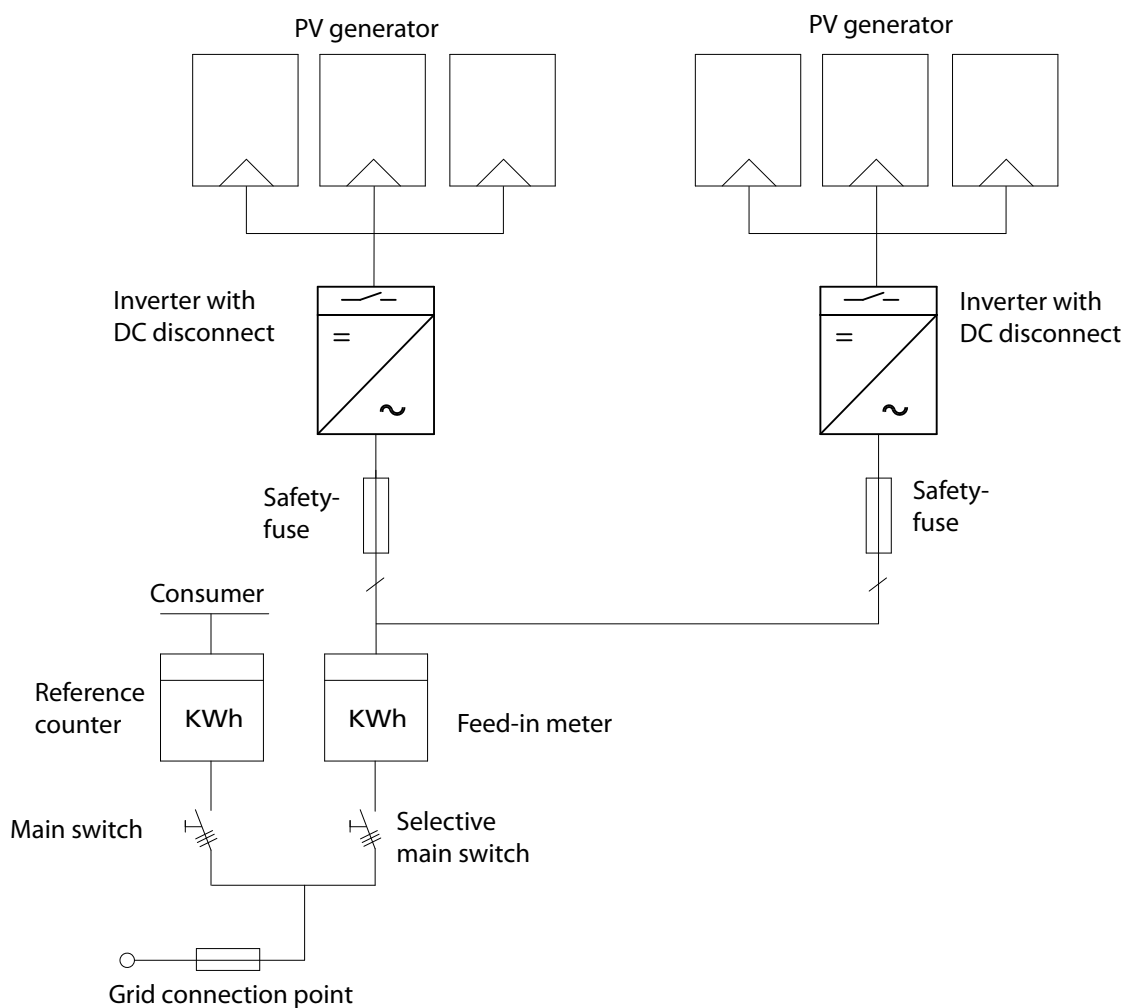 PV generator
PV generator
Inverter with
DC disconnect
Inverter with
DC disconnect
=
~
=
~
Safety-
fuse
Safety-
fuse
Consumer
Reference
counter
KWh
KWh
Feed-in meter
Main switch
Selective
main switch
Grid connection point